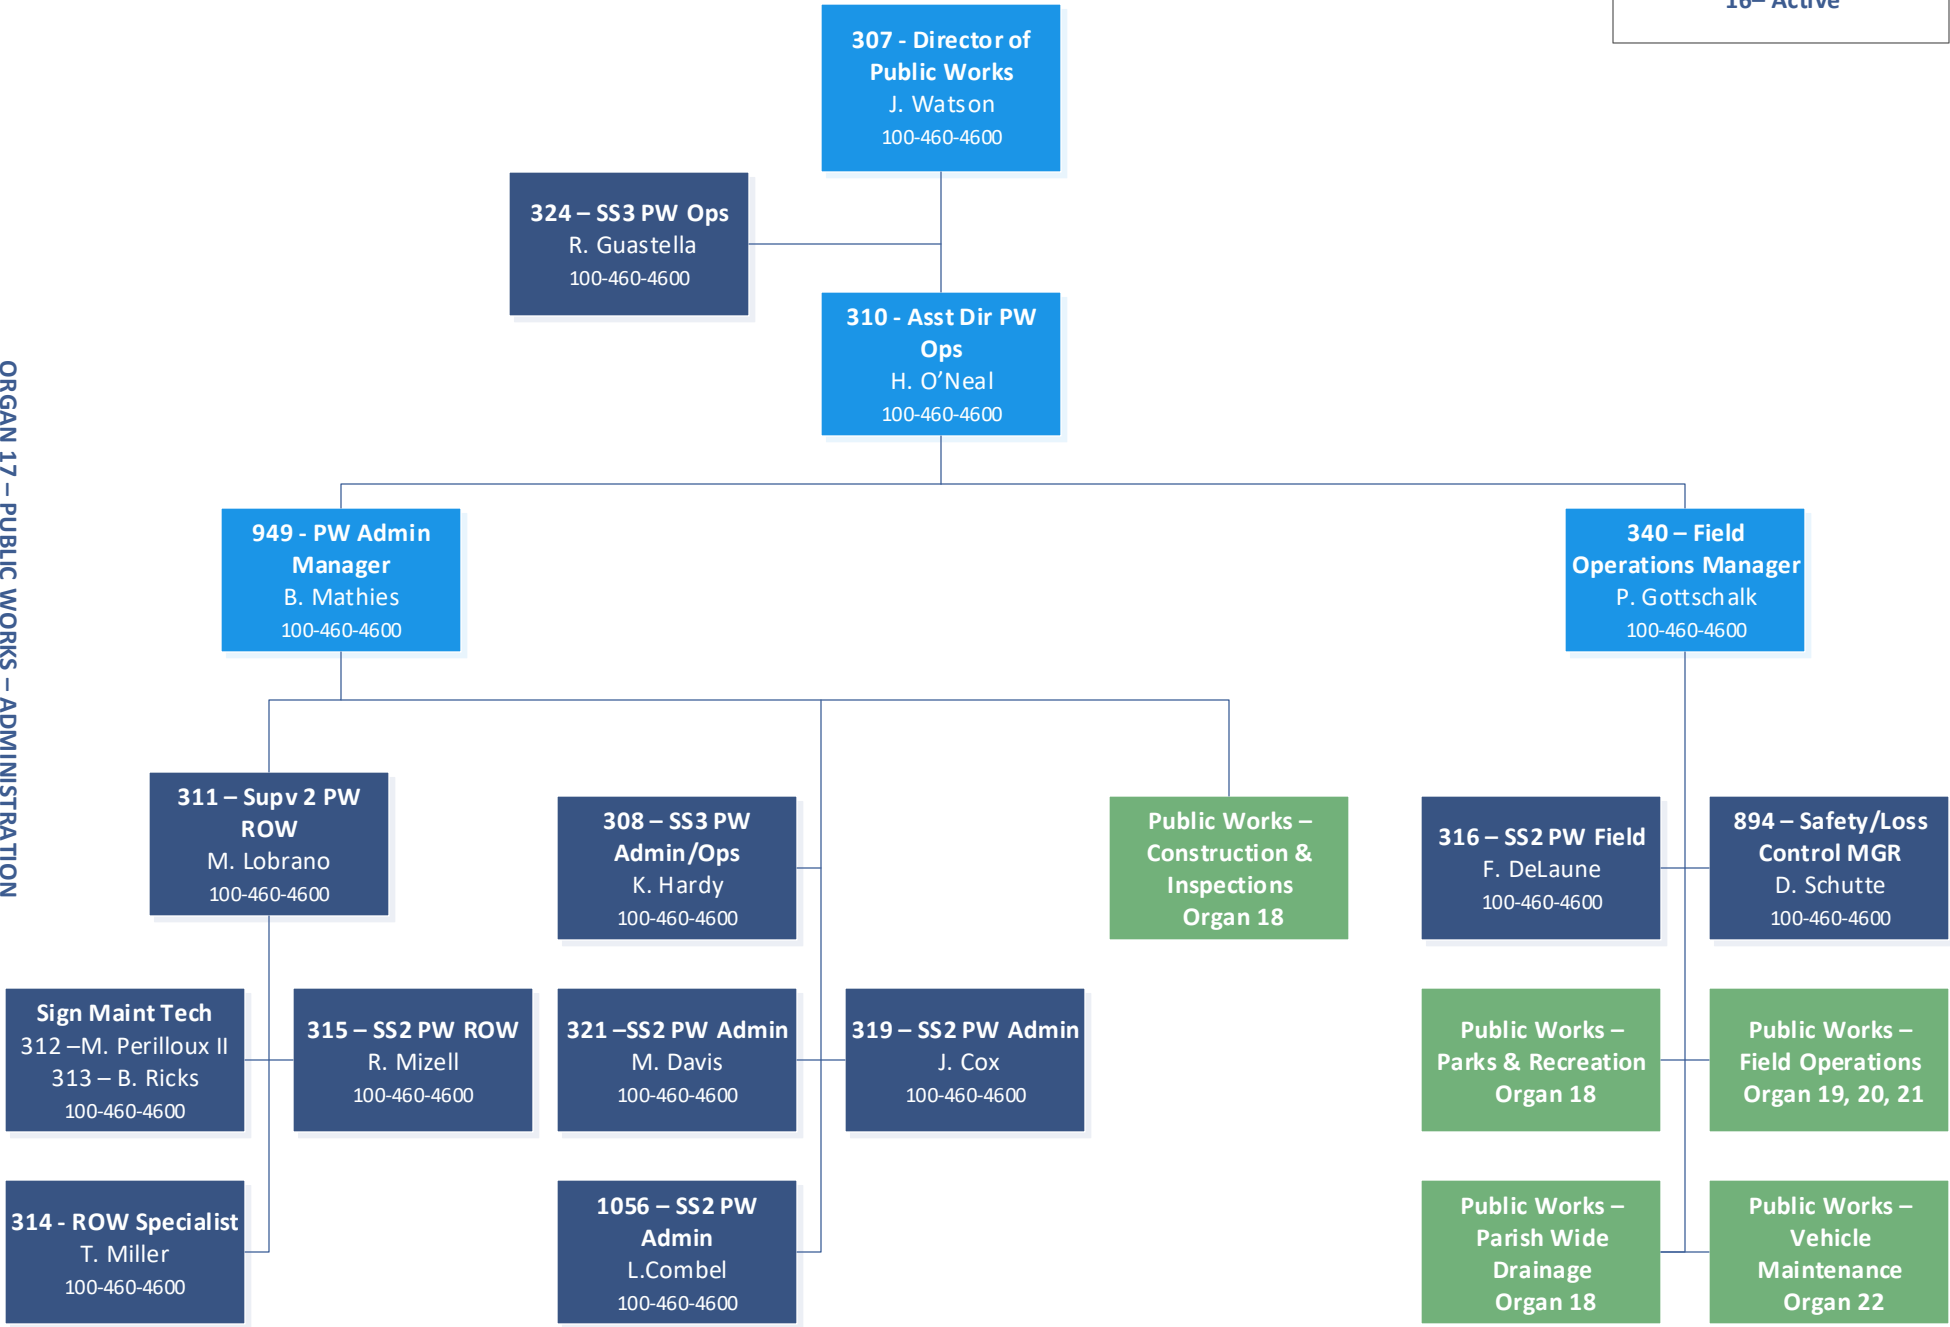 16– Active
307 - Director of
Public Works
J. Watson
100-460-4600
324 – SS3 PW Ops
R. Guastella
100-460-4600
310 - Asst Dir PW
Ops
H. O’Neal
100-460-4600
ORGAN 17 – PUBLIC WORKS – ADMINISTRATION
949 - PW Admin
Manager
B. Mathies
100-460-4600
340 – Field
Operations Manager
P. Gottschalk
100-460-4600
311 – Supv 2 PW
ROW
M. Lobrano
100-460-4600
308 – SS3 PW
Admin/Ops
K. Hardy
100-460-4600
Public Works –
Construction &
Inspections
Organ 18
316 – SS2 PW Field
F. DeLaune
100-460-4600
894 – Safety/Loss
Control MGR
D. Schutte
100-460-4600
Sign Maint Tech
312 –M. Perilloux II
313 – B. Ricks
100-460-4600
315 – SS2 PW ROW
R. Mizell
100-460-4600
321 –SS2 PW Admin
M. Davis
100-460-4600
319 – SS2 PW Admin
J. Cox
100-460-4600
Public Works –
Parks & Recreation
Organ 18
Public Works –
Field Operations
Organ 19, 20, 21
314 - ROW Specialist
T. Miller
100-460-4600
1056 – SS2 PW
Admin
L.Combel
100-460-4600
Public Works –
Parish Wide
Drainage
Organ 18
Public Works –
Vehicle
Maintenance
Organ 22